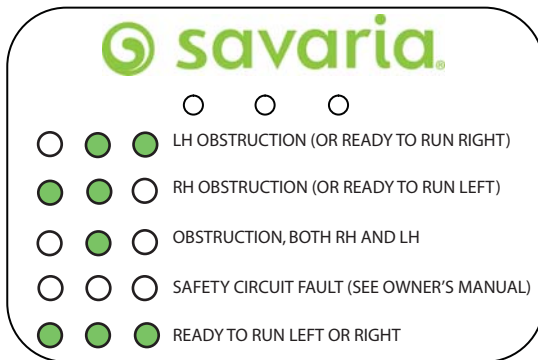 savaria.
LH OBSTRUCTION (OR READY TO RUN RIGHT)
RH OBSTRUCTION (OR READY TO RUN LEFT)
OBSTRUCTION, BOTH RH AND LH
SAFETY CIRCUIT FAULT (SEE OWNER'S MANUAL)
READY TO RUN LEFT OR RIGHT